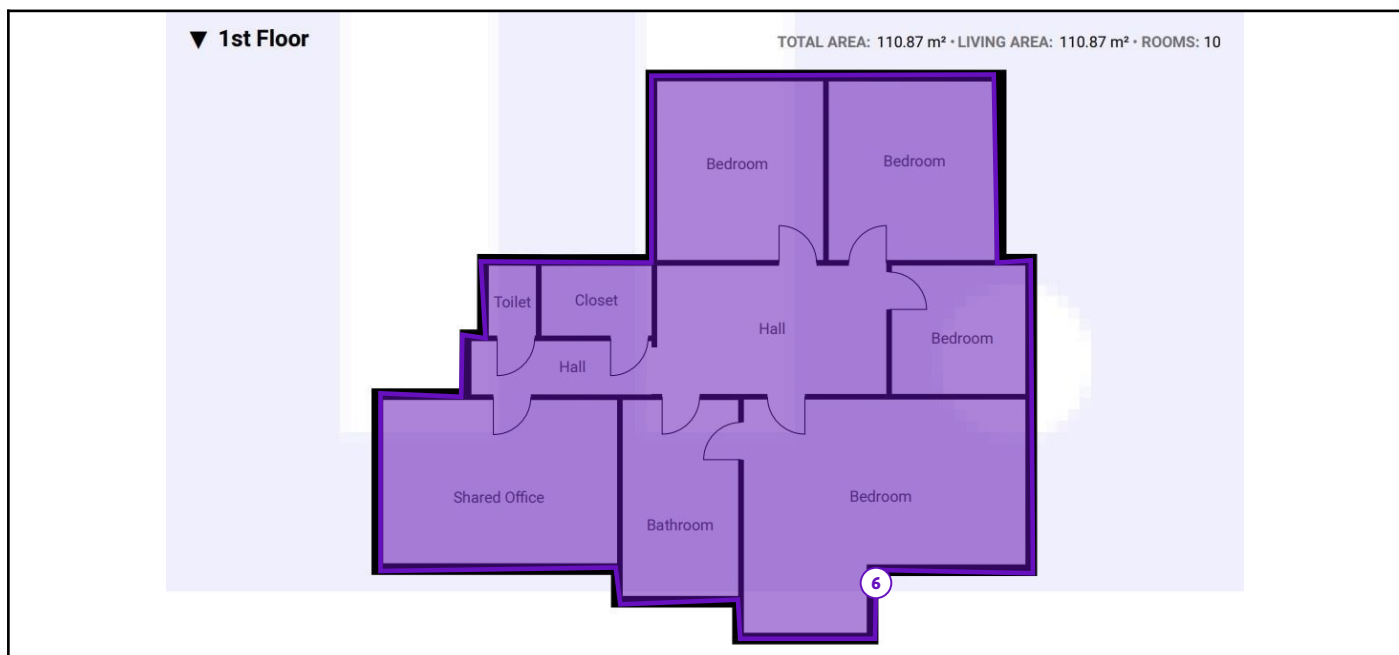 ▼ 1st Floor
TOTAL AREA: 110.87 m² • LIVING AREA: 110.87 m² • ROOMS: 10
Bedroom
Bedroom
Toilet
Closet
Hall
Bedroom
Hall
Shared Office
Bathroom
Bedroom
6